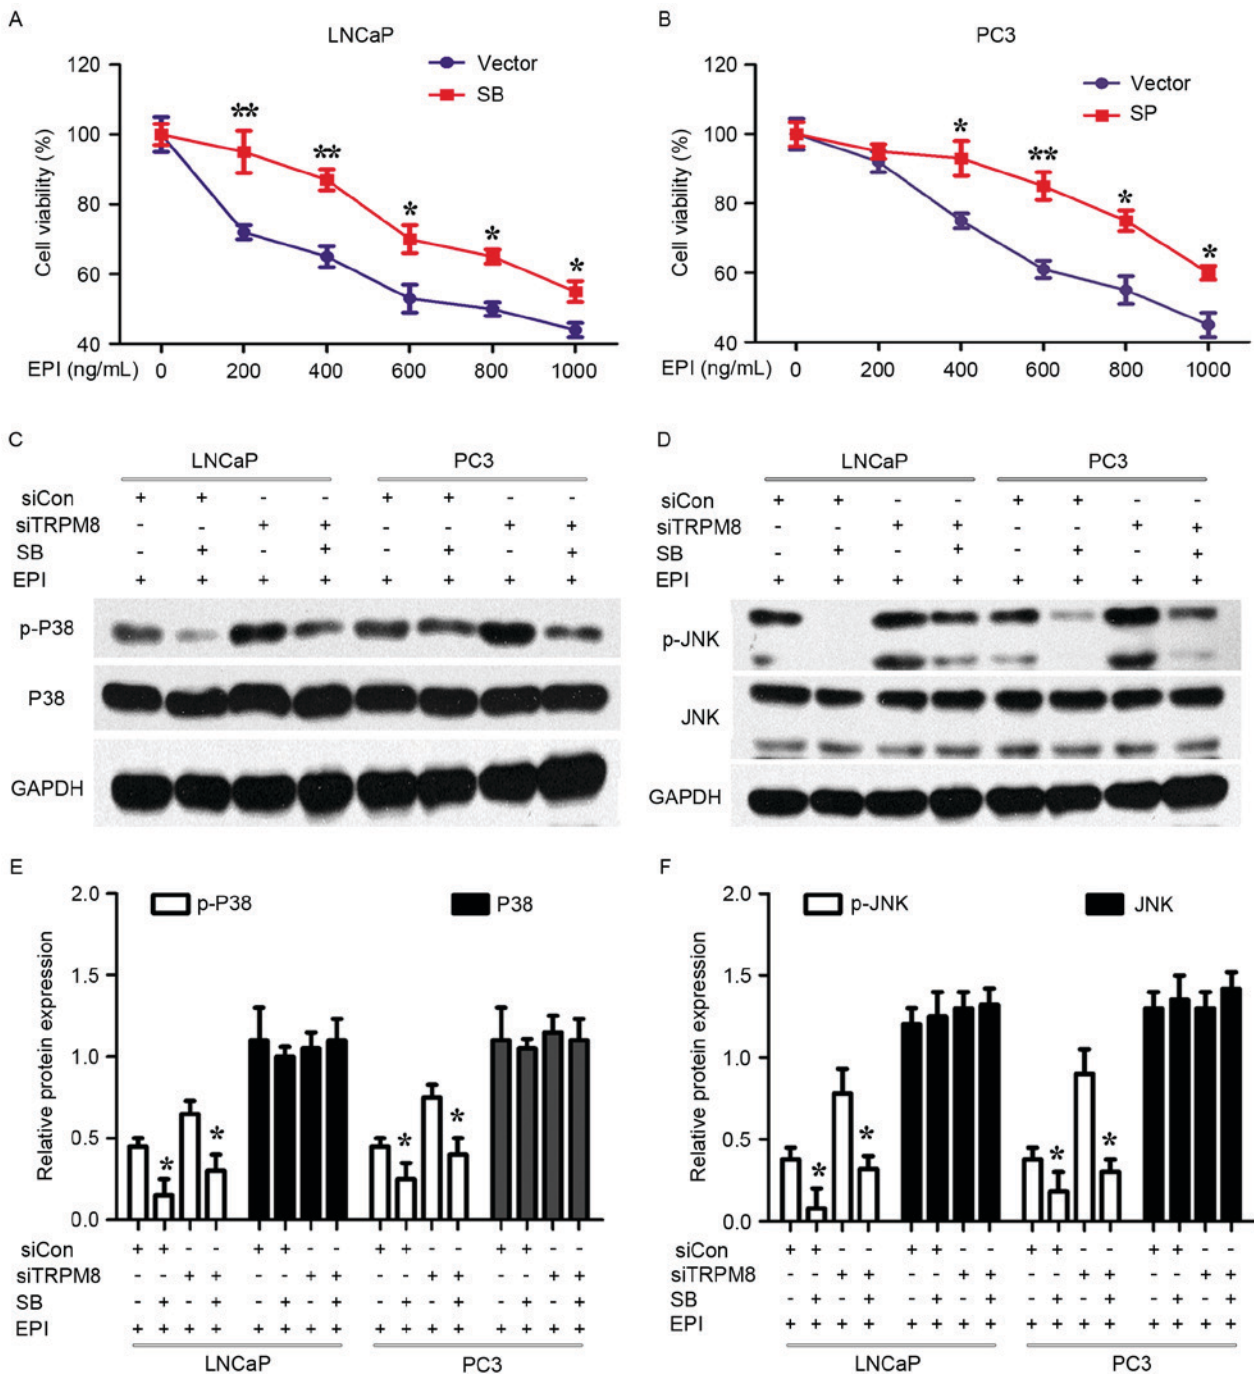 A
LNCaP
120
100
80
60
40
Cell viability (%)
Vector
SB
**
**
*
*
*
EPI (ng/mL)
0 200 400 600 800 1000
B
PC3
120
100
80
60
40
Cell viability (%)
Vector
SP
*
**
*
*
EPI (ng/mL)
0 200 400 600 800 1000
C
LNCaP PC3
siCon + + - - + + - -
siTRPM8 - - + + - - + +
SB - + - + - + - +
EPI + + + + + + + +
p-P38
P38
GAPDH
D
LNCaP PC3
siCon + + - - + + - -
siTRPM8 - - + + - - + +
SB - + - + - + - +
EPI + + + + + + + +
p-JNK
JNK
GAPDH
E
2.0
1.5
1.0
0.5
0.0
Relative protein expression
p-P38 P38
* * * *
siCon + + - - + + - - + + - - + + - -
siTRPM8 - - + + - - + + - - + + - - + +
SB - + - + - + - + - + - + - + - +
EPI + + + + + + + + + + + + + + + +
LNCaP PC3
F
2.0
1.5
1.0
0.5
0.0
Relative protein expression
p-JNK JNK
* * * *
siCon + + - - + + - - + + - - + + - -
siTRPM8 - - + + - - + + - - + + - - + +
SB - + - + - + - + - + - + - + - +
EPI + + + + + + + + + + + + + + + +
LNCaP PC3